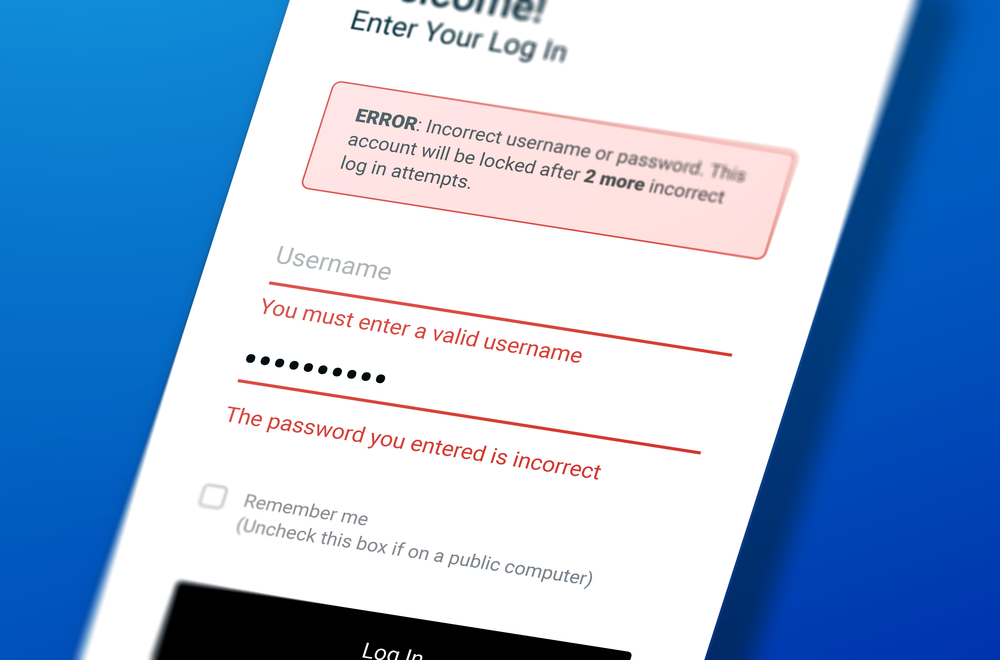 Enter Your Log In
ERROR: Incorrect username or password. This
account will be locked after 2 more incorrect
log in attempts.
Username
You must enter a valid username
••••••••••
The password you entered is incorrect
Remember me
(Uncheck this box if on a public computer)
Log In